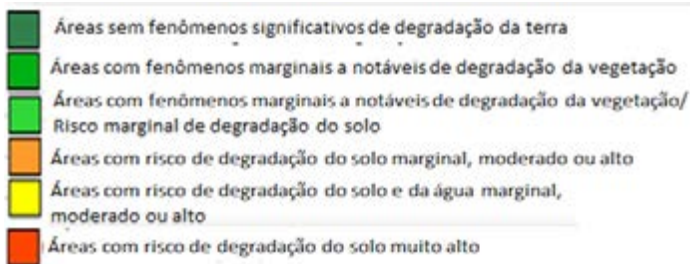 Áreas sem fenômenos significativos de degradação da terra
Áreas com fenômenos marginais a notáveis de degradação da vegetação
Áreas com fenômenos marginais a notáveis de degradação da vegetação/
Risco marginal de degradação do solo
Áreas com risco de degradação do solo marginal, moderado ou alto
Áreas com risco de degradação do solo e da água marginal,
moderado ou alto
Áreas com risco de degradação do solo muito alto